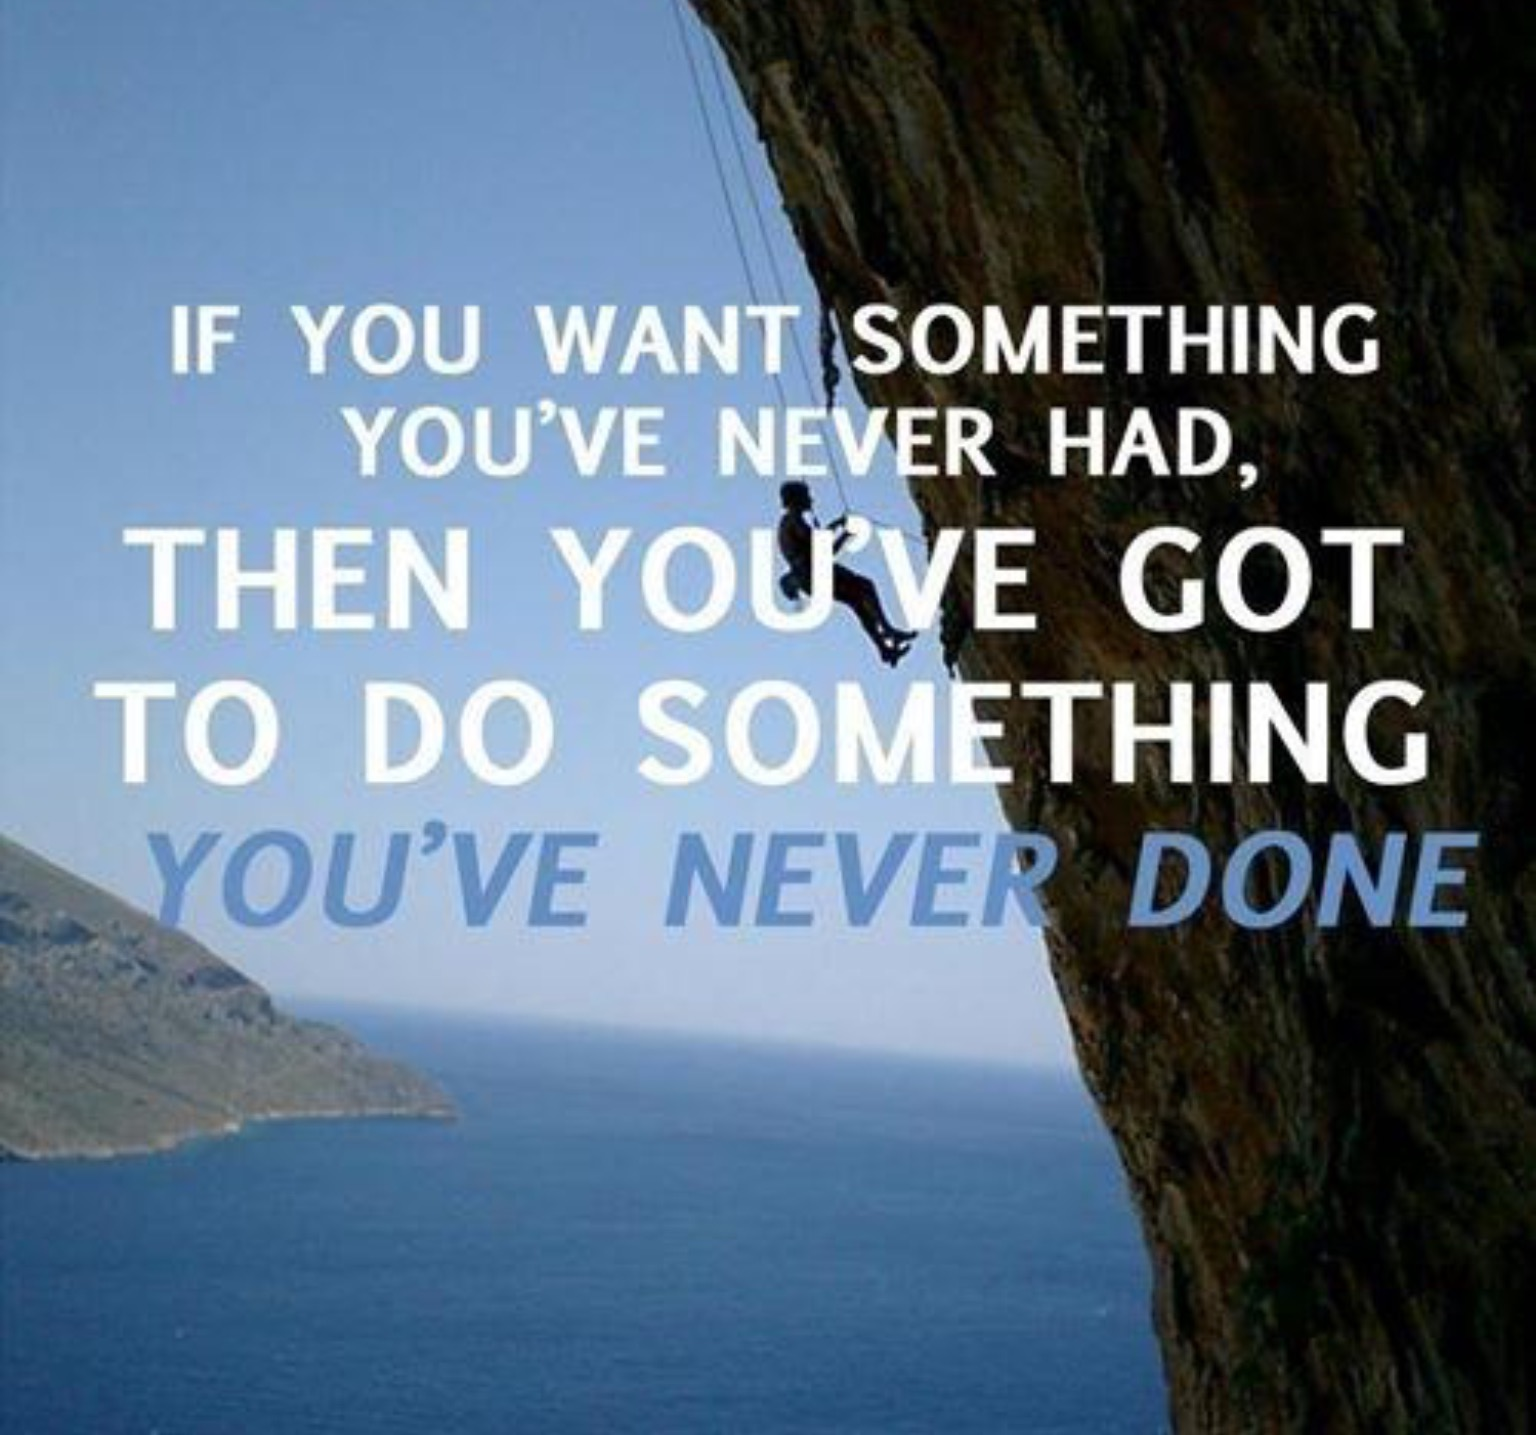 IF YOU WANT SOMETHING
YOU'VE NEVER HAD,
THEN YOU'VE GOT
TO DO SOMETHING
YOU'VE NEVER DONE